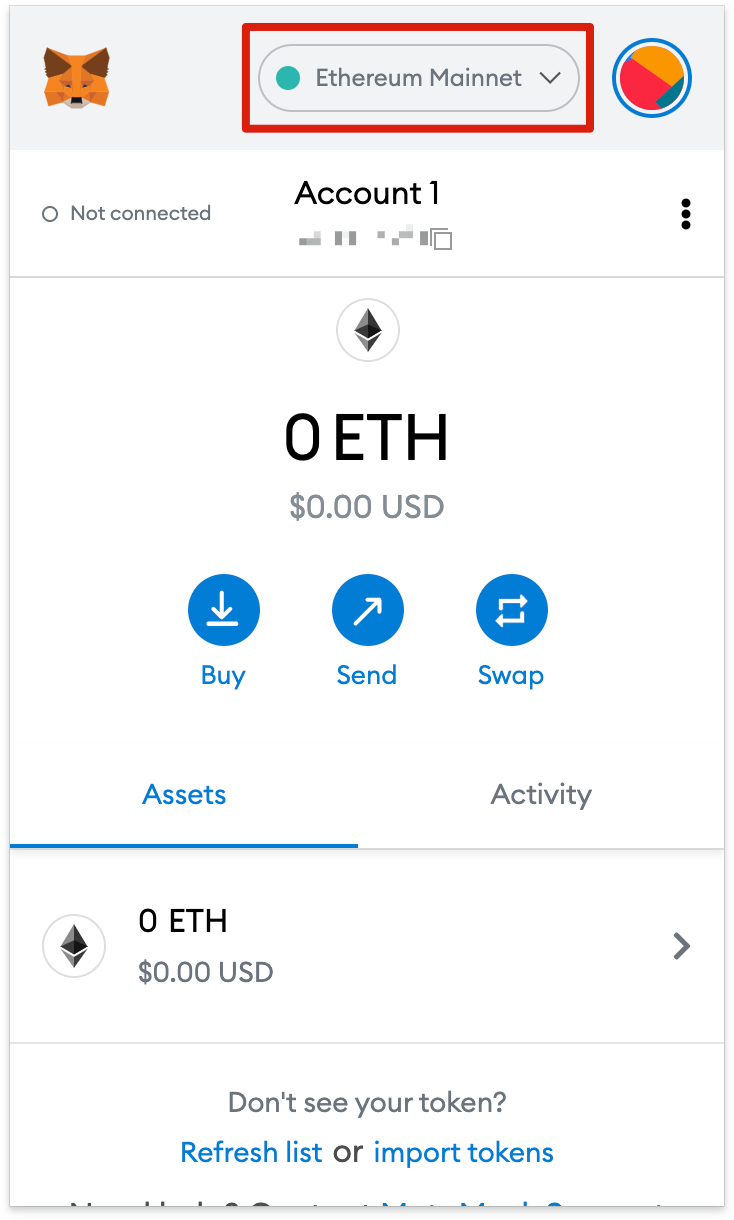 Ethereum Mainnet
Not connected
Account 1
0 ETH
$0.00 USD
Buy Send Swap
Assets Activity
0 ETH
$0.00 USD
Don't see your token?
Refresh list or import tokens